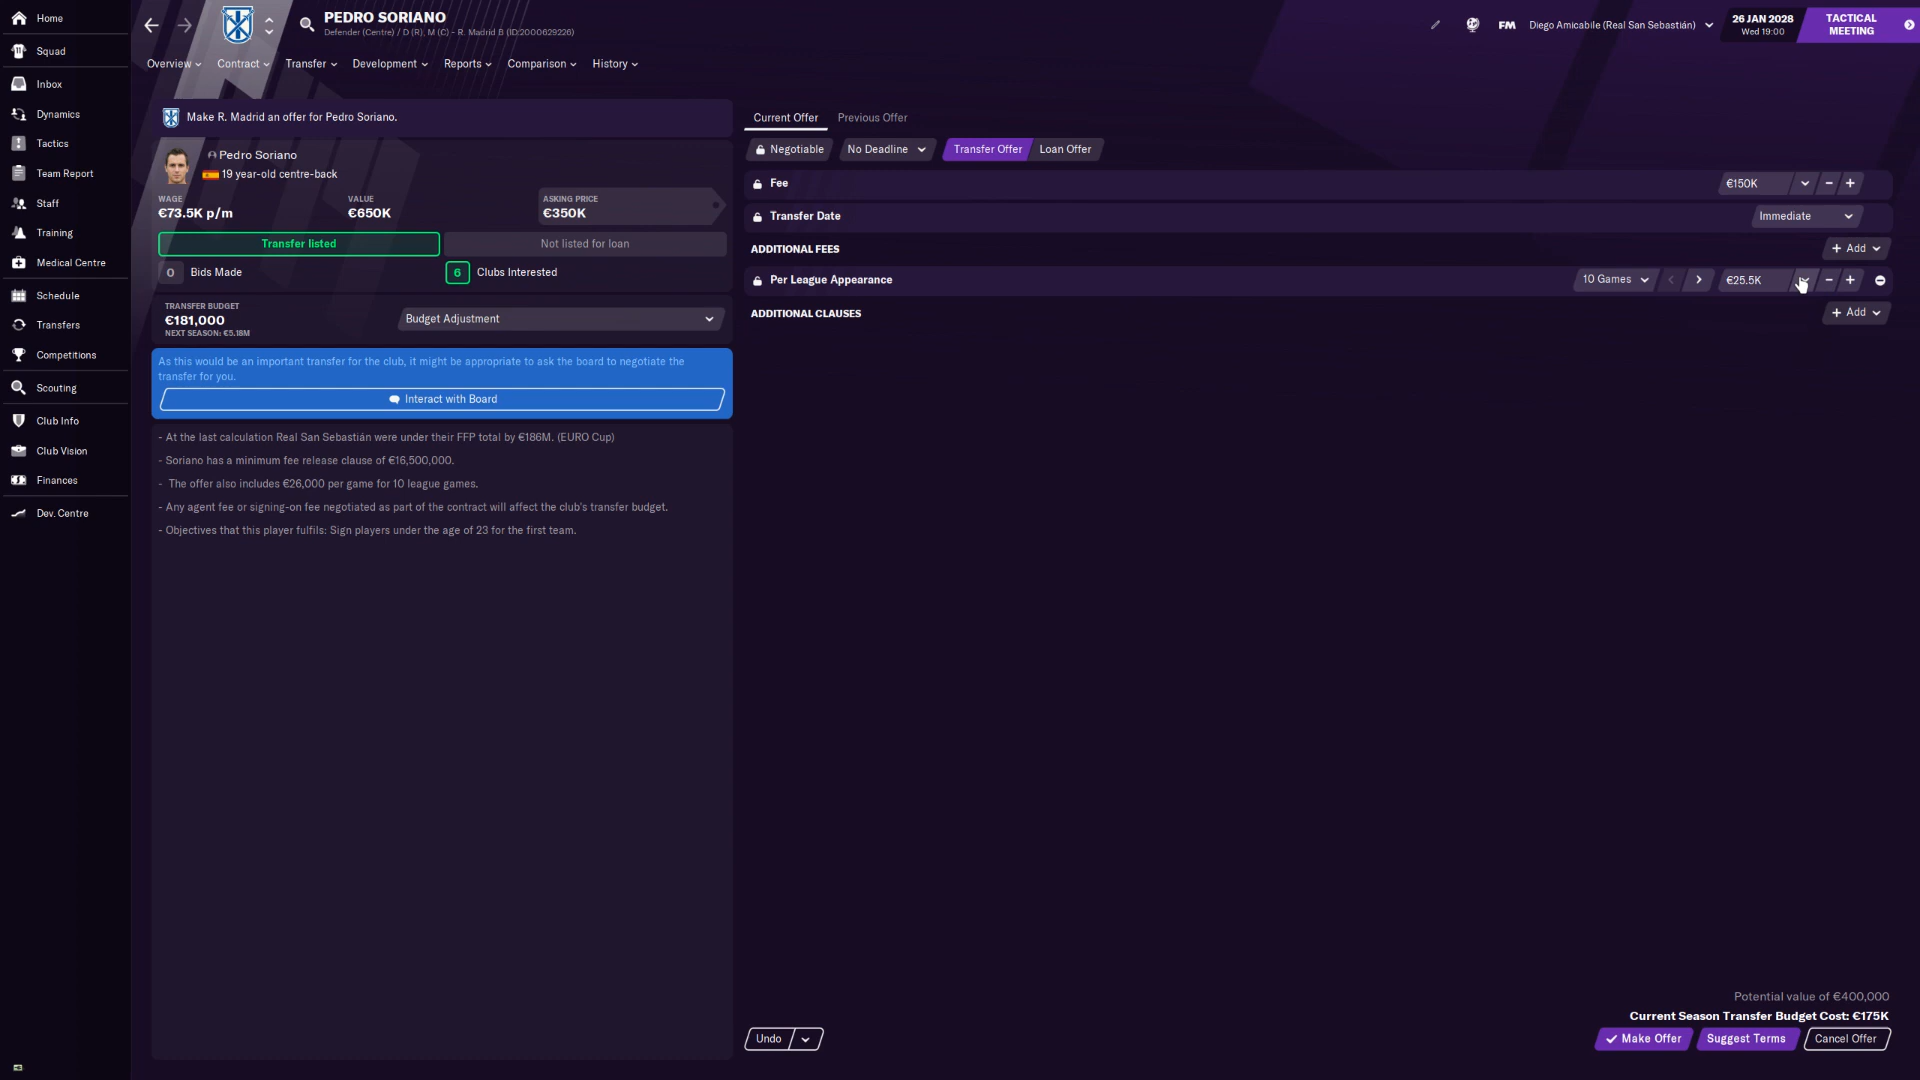 Home
Squad
Inbox
Dynamics
Tactics
Team Report
Staff
Training
Medical Centre
Schedule
Transfers
Competitions
Scouting
Club Info
Club Vision
Finances
Dev. Centre
PEDRO SORIANO
Defender (Centre) / D (R), M (C) - R. Madrid B (ID:2000629226)
FM
Diego Amicabile (Real San Sebastián)
26 JAN 2028
Wed 19:00
TACTICAL
MEETING
Overview
Contract
Transfer
Development
Reports
Comparison
History
Make R. Madrid an offer for Pedro Soriano.
Pedro Soriano
19 year-old centre-back
WAGE
€73.5K p/m
VALUE
€650K
ASKING PRICE
€350K
Transfer listed
Not listed for loan
0 Bids Made
6 Clubs Interested
TRANSFER BUDGET
€181,000
NEXT SEASON: €5.18M
Budget Adjustment
As this would be an important transfer for the club, it might be appropriate to ask the board to negotiate the
transfer for you.
Interact with Board
- At the last calculation Real San Sebastián were under their FFP total by €186M. (EURO Cup)
- Soriano has a minimum fee release clause of €16,500,000.
- The offer also includes €26,000 per game for 10 league games.
- Any agent fee or signing-on fee negotiated as part of the contract will affect the club's transfer budget.
- Objectives that this player fulfils: Sign players under the age of 23 for the first team.
Current Offer
Previous Offer
Negotiable
No Deadline
Transfer Offer
Loan Offer
Fee
€150K
Transfer Date
Immediate
ADDITIONAL FEES
+ Add
Per League Appearance
10 Games
€25.5K
ADDITIONAL CLAUSES
+ Add
Potential value of €400,000
Current Season Transfer Budget Cost: €175K
Undo
Make Offer
Suggest Terms
Cancel Offer